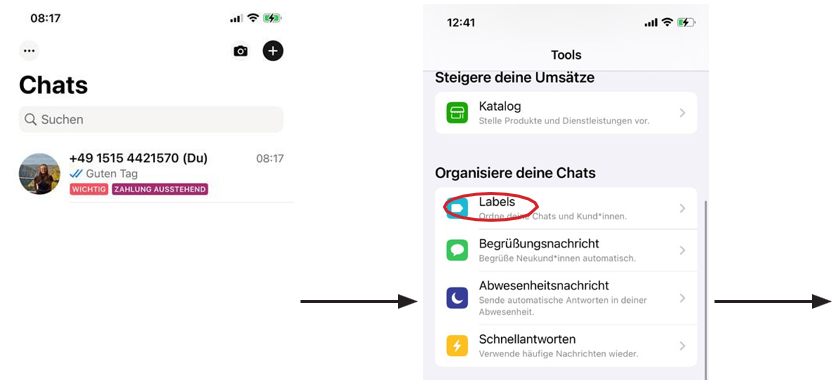 08:17
Chats
Suchen
+49 1515 4421570 (Du)
08:17
Guten Tag
WICHTIG
ZAHLUNG AUSSTEHEND
12:41
Tools
Steigere deine Umsätze
Katalog
Stelle Produkte und Dienstleistungen vor.
Organisiere deine Chats
Labels
Ordne deine Chats und Kund*innen.
Begrüßungsnachricht
Begrüße Neukund*innen automatisch.
Abwesenheitsnachricht
Sende automatische Antworten in deiner
Abwesenheit.
Schnellantworten
Verwende häufige Nachrichten wieder.